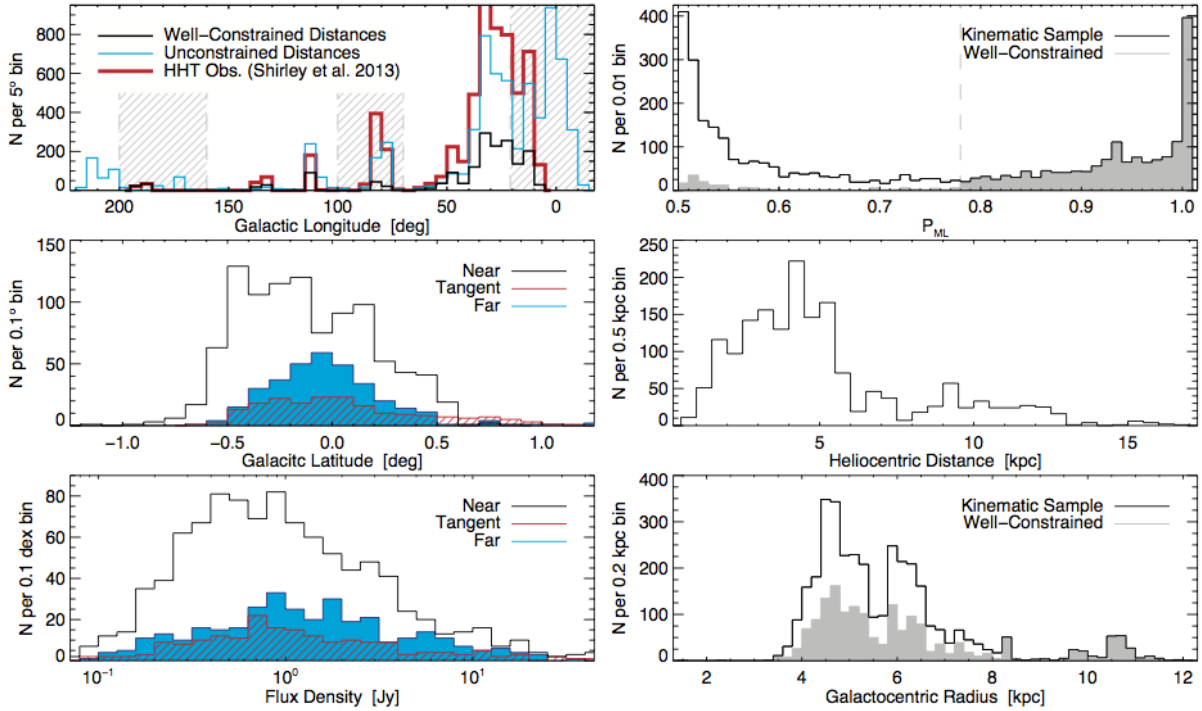 N per 5° bin
800
600
400
200
0
Well-Constrained Distances
Unconstrained Distances
HHT Obs. (Shirley et al. 2013)
200
150
100
50
0
Galactic Longitude [deg]
N per 0.01 bin
400
300
200
100
0
Kinematic Sample
Well-Constrained
0.5
0.6
0.7
0.8
0.9
1.0
P_ML
N per 0.1° bin
150
100
50
0
Near
Tangent
Far
−1.0
−0.5
0.0
0.5
1.0
Galacitc Latitude [deg]
N per 0.5 kpc bin
250
200
150
100
50
0
5
10
15
Heliocentric Distance [kpc]
N per 0.1 dex bin
80
60
40
20
0
Near
Tangent
Far
10⁻¹
10⁰
10¹
Flux Density [Jy]
N per 0.2 kpc bin
400
300
200
100
0
Kinematic Sample
Well-Constrained
2
4
6
8
10
12
Galactocentric Radius [kpc]